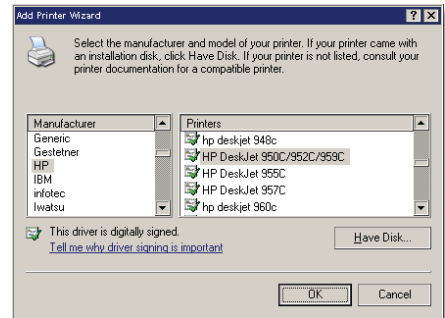 Add Printer Wizard
Select the manufacturer and model of your printer. If your printer came with
an installation disk, click Have Disk. If your printer is not listed, consult your
printer documentation for a compatible printer.
Manufacturer
Generic
Gestetner
HP
IBM
infotec
Iwatsu
Printers
hp deskjet 948c
HP DeskJet 950C/952C/959C
HP DeskJet 955C
HP DeskJet 957C
hp deskjet 960c
This driver is digitally signed.
Tell me why driver signing is important
Have Disk...
OK
Cancel